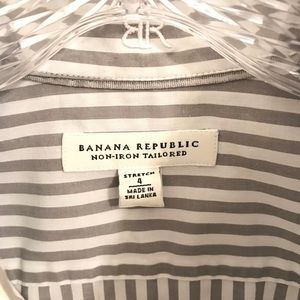 BANANA REPUBLIC
NON-IRON TAILORED
STRETCH
4
MADE IN
SRI LANKA